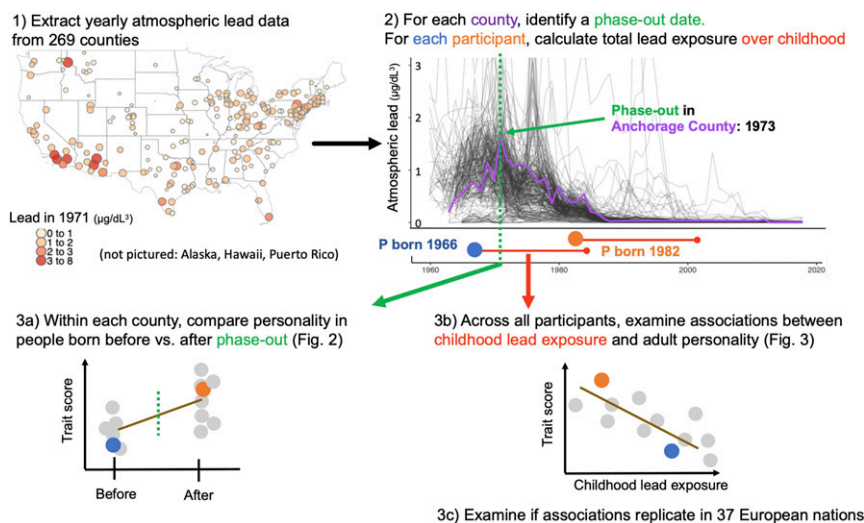 1) Extract yearly atmospheric lead data
from 269 counties
Lead in 1971 (µg/dL³)
0 to 1
1 to 2
2 to 3
3 to 8
(not pictured: Alaska, Hawaii, Puerto Rico)
2) For each county, identify a phase-out date.
For each participant, calculate total lead exposure over childhood
Atmospheric lead (µg/dL³)
3
2
1
0
Phase-out in
Anchorage County: 1973
P born 1966
P born 1982
1960
1980
2000
2020
3a) Within each county, compare personality in
people born before vs. after phase-out (Fig. 2)
Trait score
Before
After
3b) Across all participants, examine associations between
childhood lead exposure and adult personality (Fig. 3)
Trait score
Childhood lead exposure
3c) Examine if associations replicate in 37 European nations